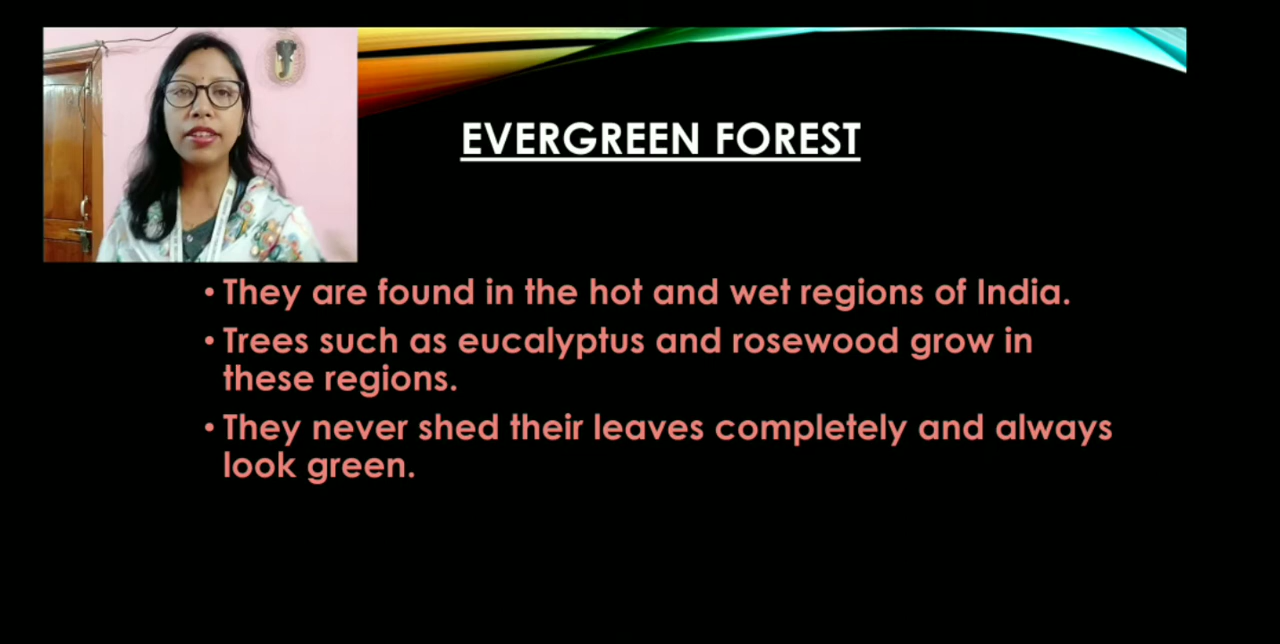 EVERGREEN FOREST
• They are found in the hot and wet regions of India.
• Trees such as eucalyptus and rosewood grow in
these regions.
• They never shed their leaves completely and always
look green.